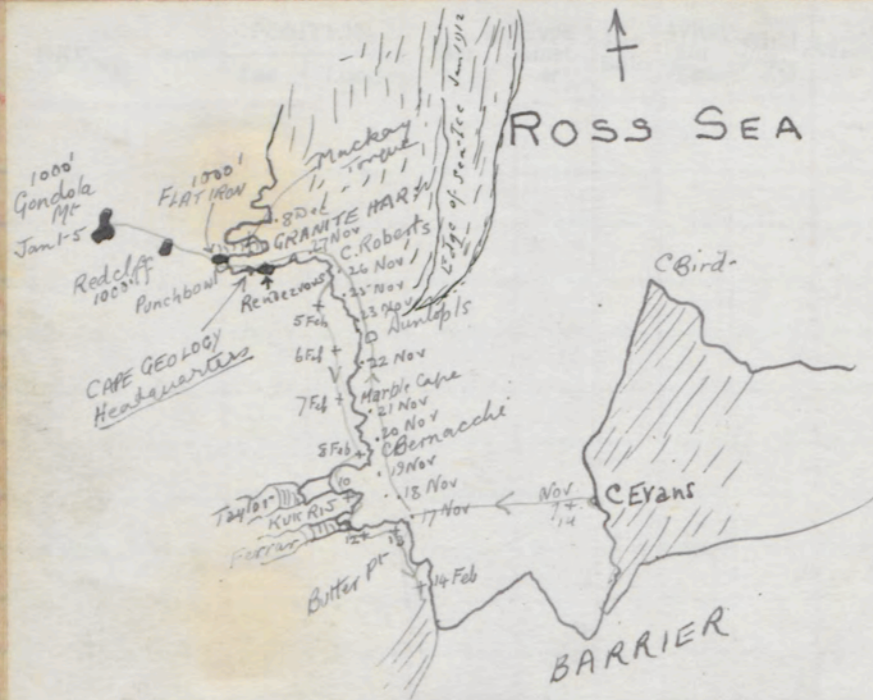 ROSS SEA
Edge of Sea-Ice Jan 1912
Mackay
Tongue
1000'
FLAT IRON
1000'
Gondola
Mt
Jan 1-5
8 Dec
GRANITE HARB
27 Nov
C. Roberts
Redcliff
1000'
Punchbowl
Rendezvous
26 Nov
25 Nov
23 Nov
Dunlop Is
5 Feb
CAPE GEOLOGY
Headquarters
6 Feb
22 Nov
7 Feb
Marble Cape
21 Nov
20 Nov
C Bernacchi
8 Feb
19 Nov
10
18 Nov
Taylor
KUKRIS
17 Nov
Nov
14
C Evans
Ferrar
12
13
Butter Pt
14 Feb
C Bird
BARRIER